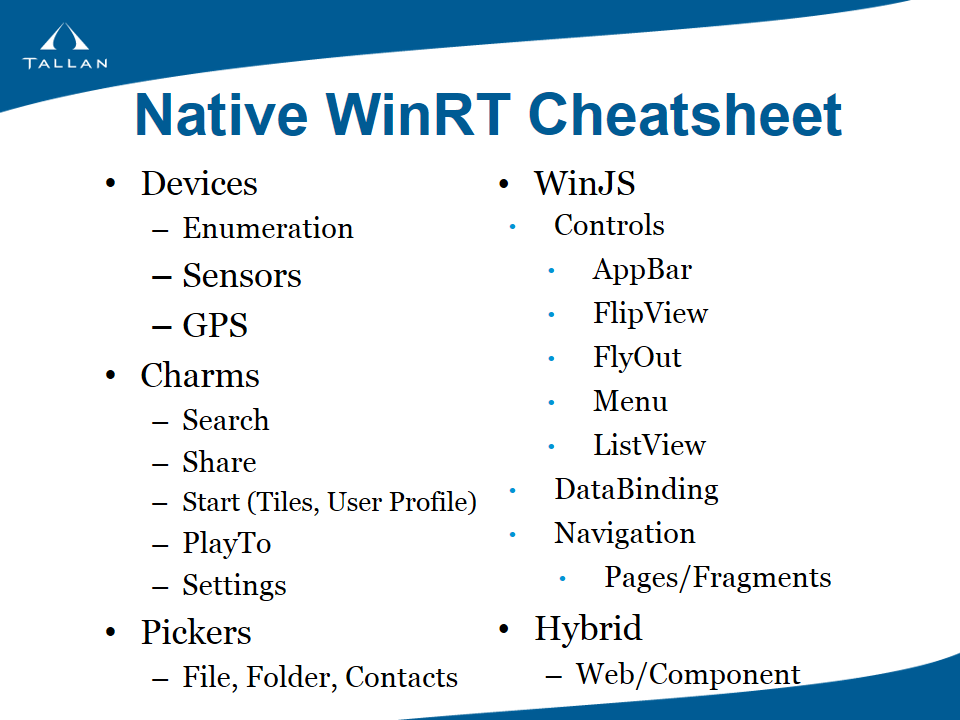 TALLAN
Native WinRT Cheatsheet
• Devices
– Enumeration
– Sensors
– GPS
• Charms
– Search
– Share
– Start (Tiles, User Profile)
– PlayTo
– Settings
• Pickers
– File, Folder, Contacts
• WinJS
• Controls
• AppBar
• FlipView
• FlyOut
• Menu
• ListView
• DataBinding
• Navigation
• Pages/Fragments
• Hybrid
– Web/Component